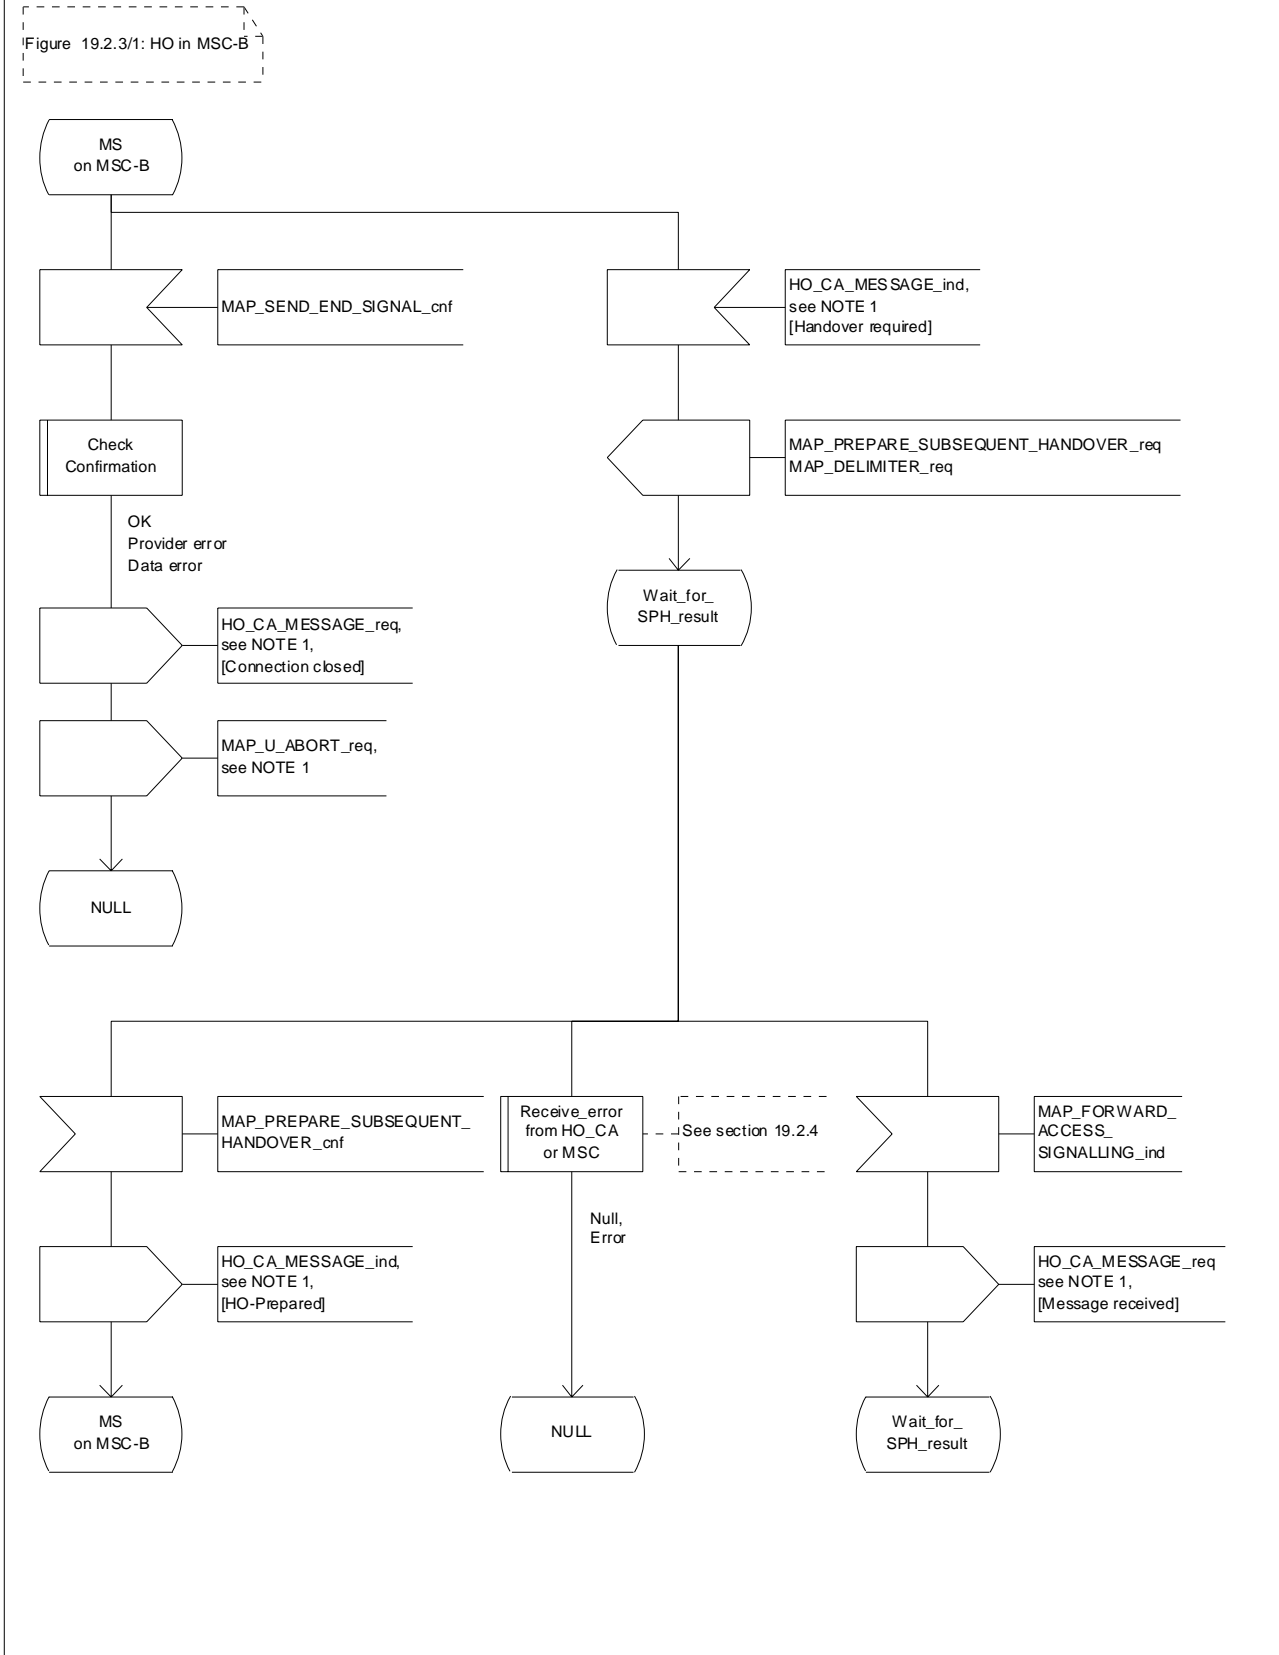 Figure 19.2.3/1: HO in MSC-B
MS
on MSC-B
MAP_SEND_END_SIGNAL_cnf
HO_CA_MESSAGE_ind,
see NOTE 1
[Handover required]
Check
Confirmation
MAP_PREPARE_SUBSEQUENT_HANDOVER_req
MAP_DELIMITER_req
OK
Provider error
Data error
Wait_for_
SPH_result
HO_CA_MESSAGE_req,
see NOTE 1,
[Connection closed]
MAP_U_ABORT_req,
see NOTE 1
NULL
MAP_PREPARE_SUBSEQUENT_
HANDOVER_cnf
Receive_error
from HO_CA
or MSC
See section 19.2.4
MAP_FORWARD_
ACCESS_
SIGNALLING_ind
Null,
Error
HO_CA_MESSAGE_ind,
see NOTE 1,
[HO-Prepared]
HO_CA_MESSAGE_req
see NOTE 1,
[Message received]
MS
on MSC-B
NULL
Wait_for_
SPH_result